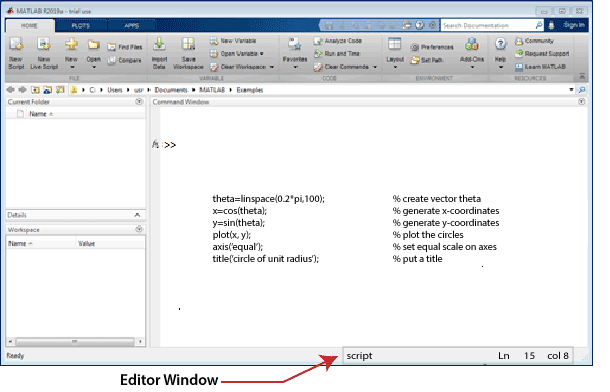 MATLAB R2019a - trial use
HOME PLOTS APPS Search Documentation Sign In
New Script New Live Script New Open Find Files Compare Import Data Save Workspace New Variable Open Variable Clear Workspace Favorites Analyze Code Run and Time Clear Commands Layout Preferences Set Path Add-Ons Help Community Request Support Learn MATLAB
FILE VARIABLE CODE ENVIRONMENT RESOURCES
C: Users usr Documents MATLAB Examples
Current Folder Command Window
Name
fx >>
theta=linspace(0.2*pi,100); % create vector theta
x=cos(theta); % generate x-coordinates
y=sin(theta); % generate y-coordinates
plot(x, y); % plot the circles
axis('equal'); % set equal scale on axes
title('circle of unit radius'); % put a title
Details
Workspace
Name Value
Ready script Ln 15 col 8
Editor Window